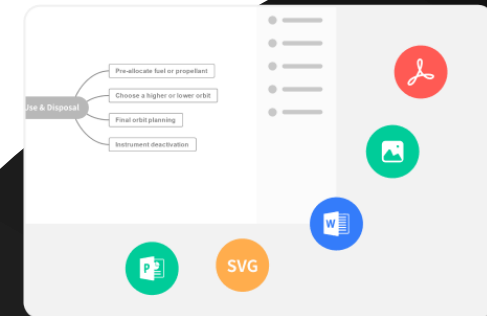 Pre-allocate fuel or propellant
Choose a higher or lower orbit
Use & Disposal
Final orbit planning
Instrument deactivation
W
P
SVG